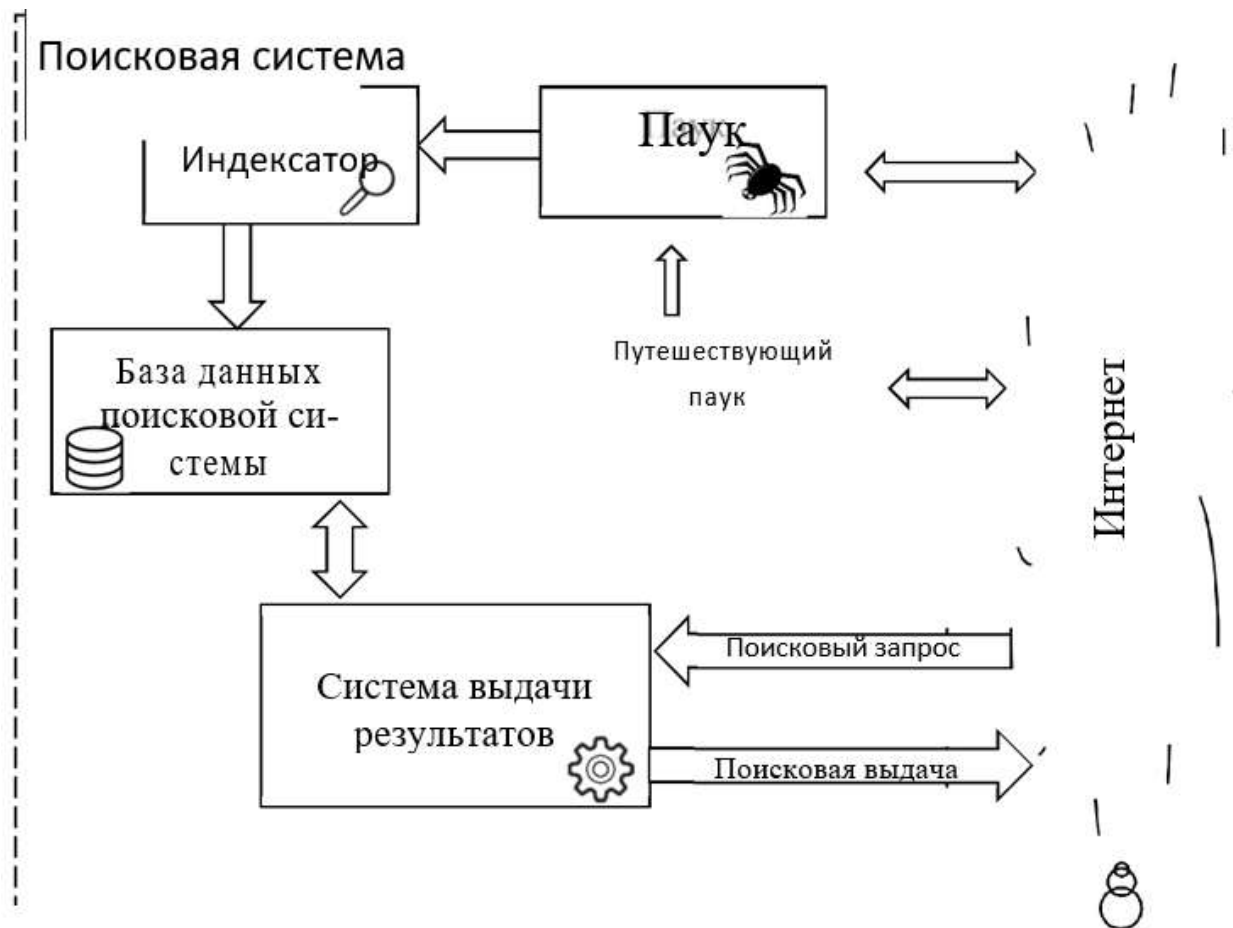 Поисковая система
Паук
Индексатор
Путешествующий
паук
База данных
поисковой си-
стемы
Интернет
Поисковый запрос
Система выдачи
результатов
Поисковая выдача